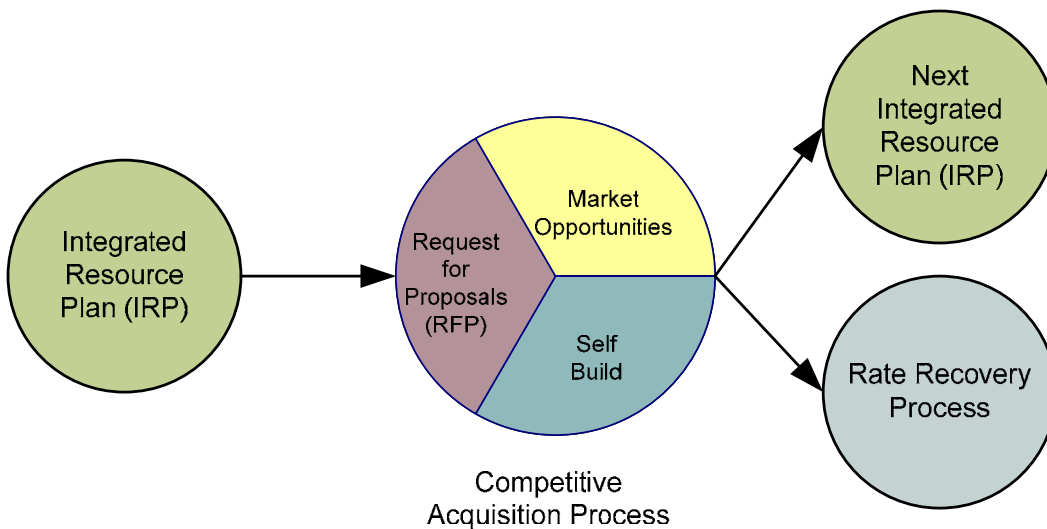 Integrated
Resource
Plan (IRP)
Request
for
Proposals
(RFP)
Market
Opportunities
Self
Build
Competitive
Acquisition Process
Next
Integrated
Resource
Plan (IRP)
Rate Recovery
Process